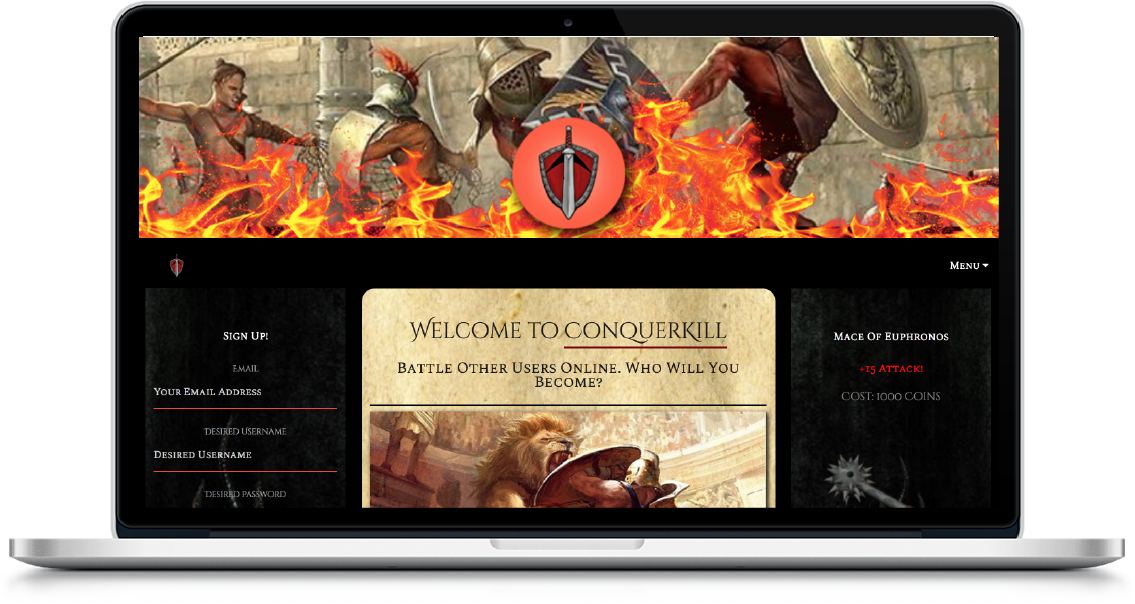 Menu
Sign Up!
Email
Your Email Address
Desired Username
Desired Username
Desired Password
Welcome to Conquerkill
Battle Other Users Online. Who Will You
Become?
Mace Of Euphronos
+15 Attack!
Cost: 1000 Coins